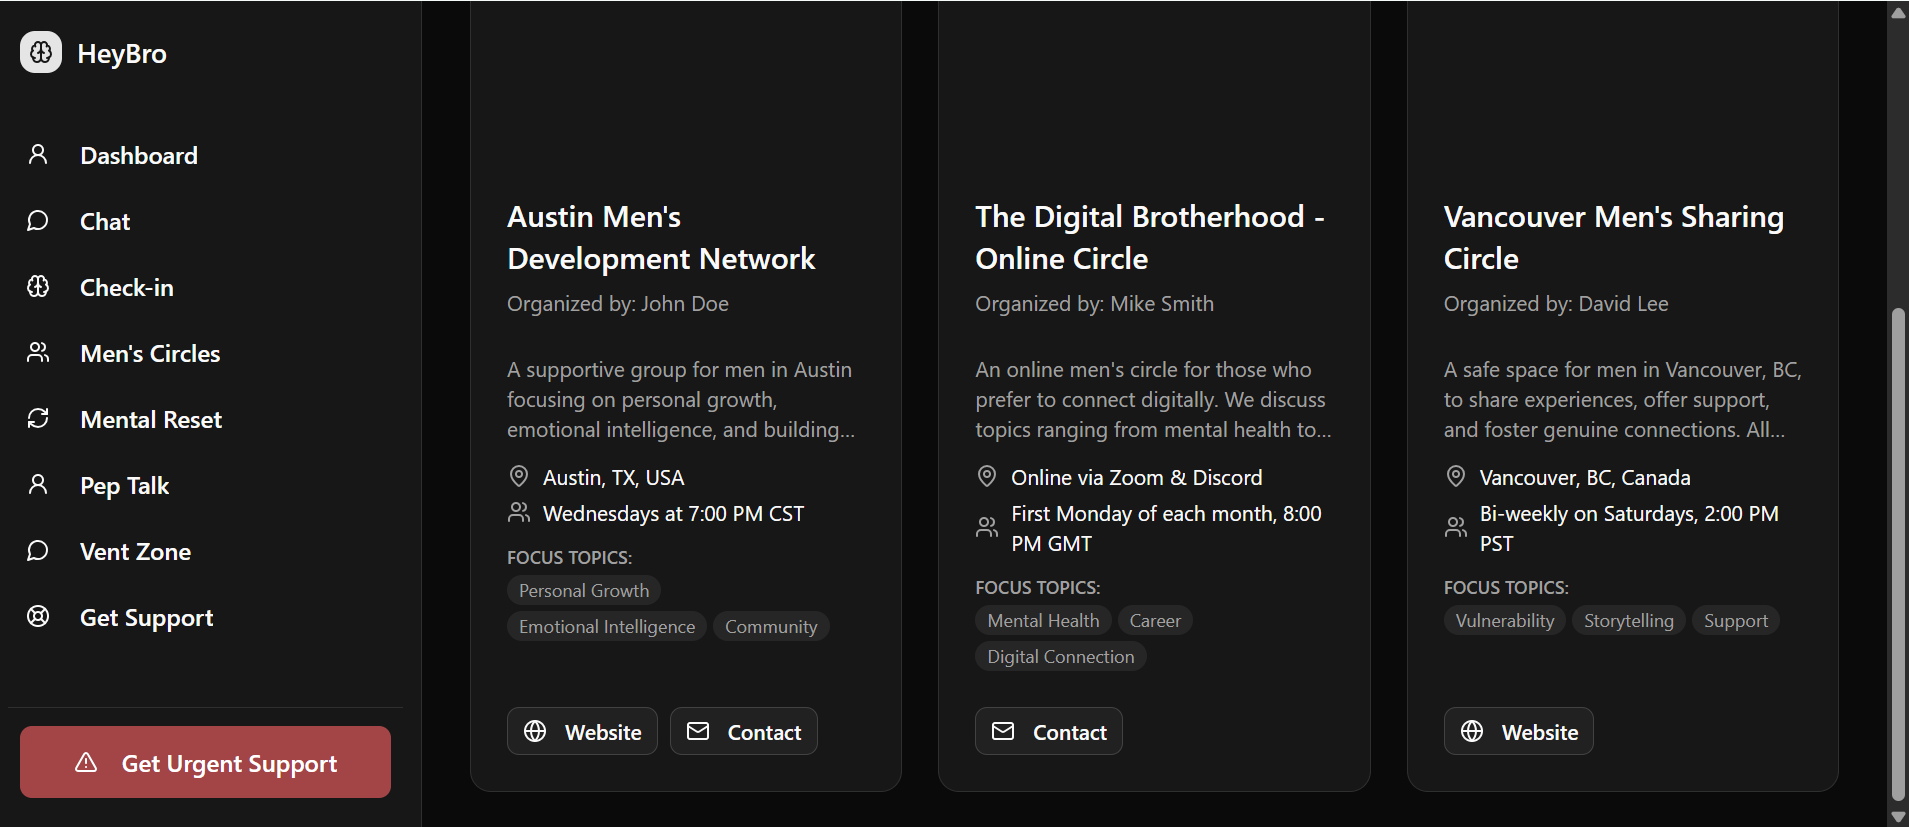 HeyBro
Dashboard
Chat
Check-in
Men's Circles
Mental Reset
Pep Talk
Vent Zone
Get Support
Get Urgent Support
Austin Men's
Development Network
Organized by: John Doe
A supportive group for men in Austin
focusing on personal growth,
emotional intelligence, and building...
Austin, TX, USA
Wednesdays at 7:00 PM CST
FOCUS TOPICS:
Personal Growth
Emotional Intelligence Community
Website Contact
The Digital Brotherhood -
Online Circle
Organized by: Mike Smith
An online men's circle for those who
prefer to connect digitally. We discuss
topics ranging from mental health to...
Online via Zoom & Discord
First Monday of each month, 8:00
PM GMT
FOCUS TOPICS:
Mental Health Career
Digital Connection
Contact
Vancouver Men's Sharing
Circle
Organized by: David Lee
A safe space for men in Vancouver, BC,
to share experiences, offer support,
and foster genuine connections. All...
Vancouver, BC, Canada
Bi-weekly on Saturdays, 2:00 PM
PST
FOCUS TOPICS:
Vulnerability Storytelling Support
Website